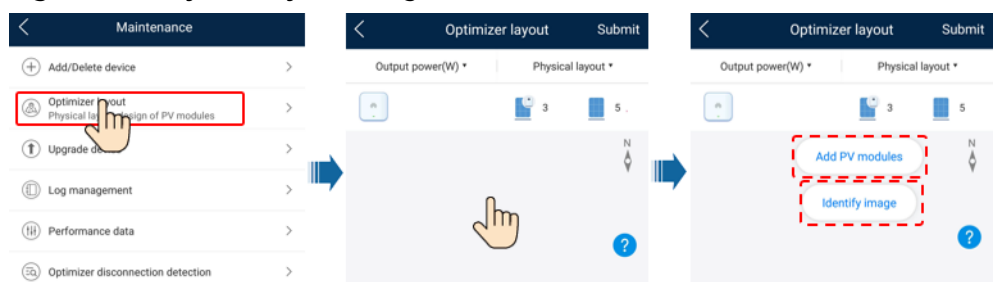 Maintenance
Add/Delete device
Optimizer layout
Physical layout design of PV modules
Upgrade device
Log management
Performance data
Optimizer disconnection detection
Optimizer layout
Submit
Output power(W)
Physical layout
3
5
N
?
Optimizer layout
Submit
Output power(W)
Physical layout
3
5
N
Add PV modules
Identify image
?